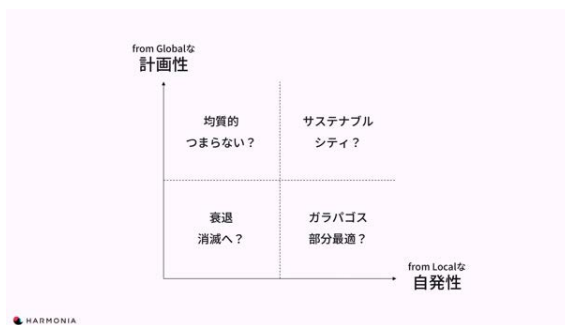 from Globalな
計画性
均質的
つまらない？
サステナブル
シティ？
衰退
消滅へ？
ガラパゴス
部分最適？
from Localな
自発性
HARMONIA